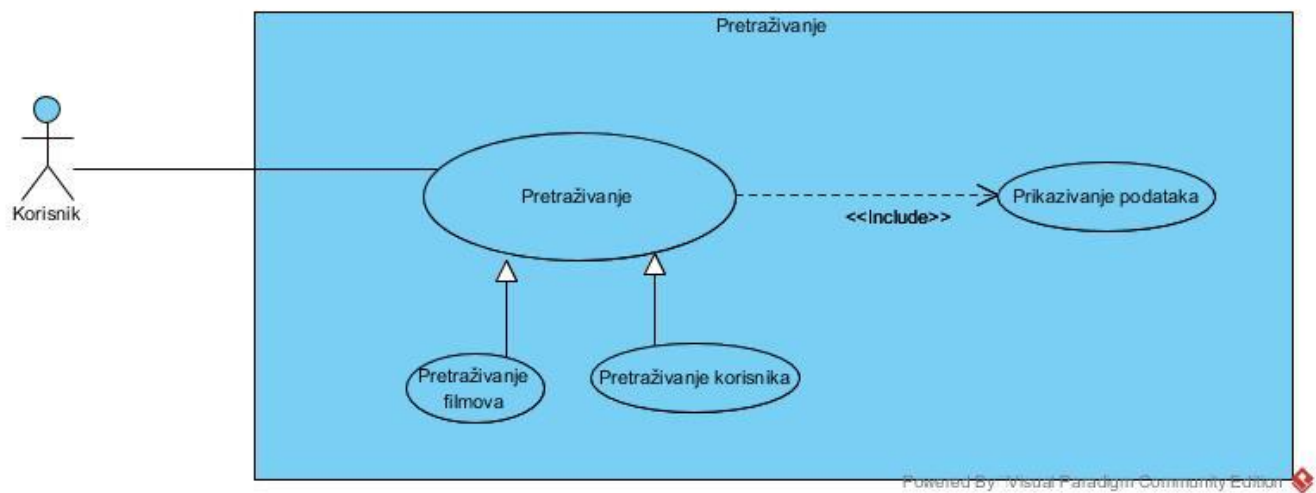 Pretraživanje
Korisnik
Pretraživanje
<<Include>>
Prikazivanje podataka
Pretraživanje
filmova
Pretraživanje korisnika
Powered By Visual Paradigm Community Edition